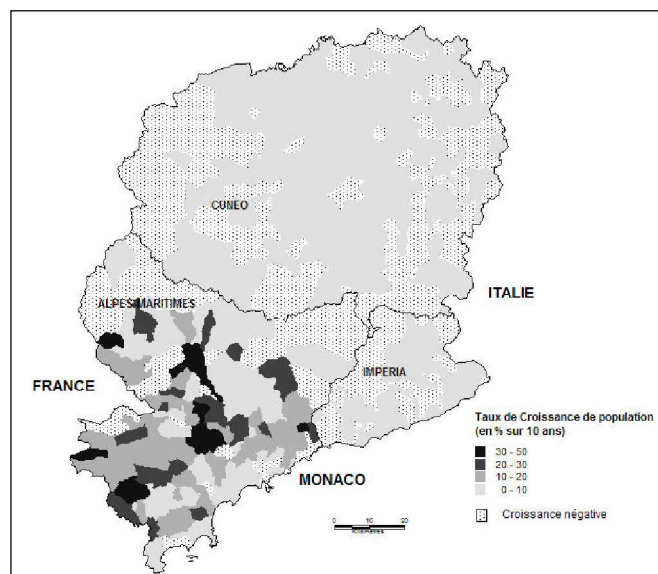 CUNEO
ALPES MARITIMES
ITALIE
FRANCE
IMPERIA
Taux de Croissance de population
(en % sur 10 ans)
30 - 50
20 - 30
10 - 20
0 - 10
Croissance négative
MONACO
0 10 20
Kilomètres